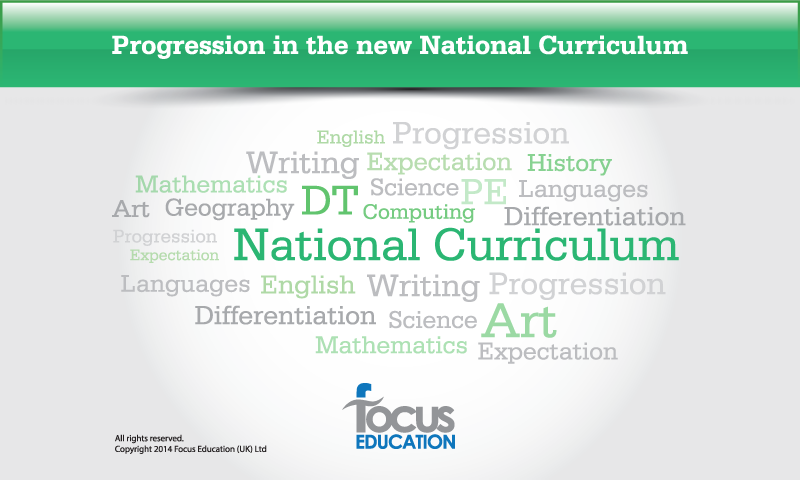 Progression in the new National Curriculum
English Progression
Writing Expectation History
Mathematics DT Science PE Languages
Art Geography Computing Differentiation
Progression National Curriculum
Expectation
Languages English Writing Progression
Differentiation Science Art
Mathematics Expectation
focus
EDUCATION
All rights reserved.
Copyright 2014 Focus Education (UK) Ltd